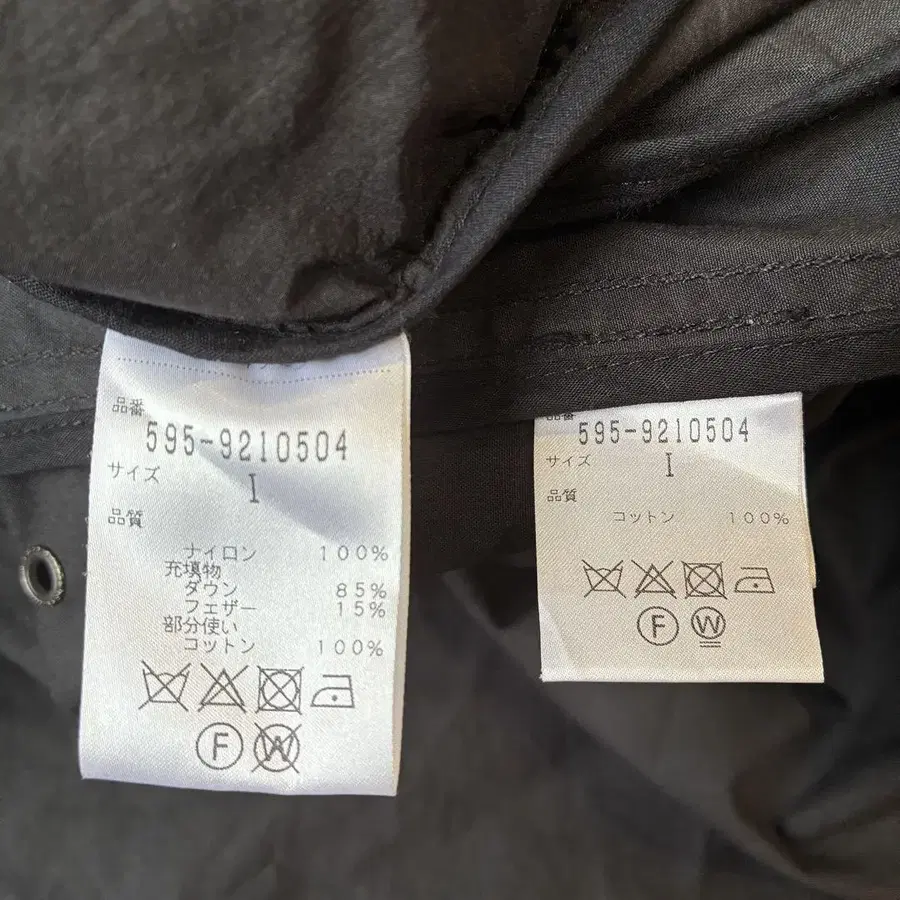 品番
595-9210504
サイズ
I
品質
ナイロン 100%
充填物
ダウン 85%
フェザー 15%
部分使い
コットン 100%
F W
595-9210504
サイズ
I
品質
コットン 100%
F W